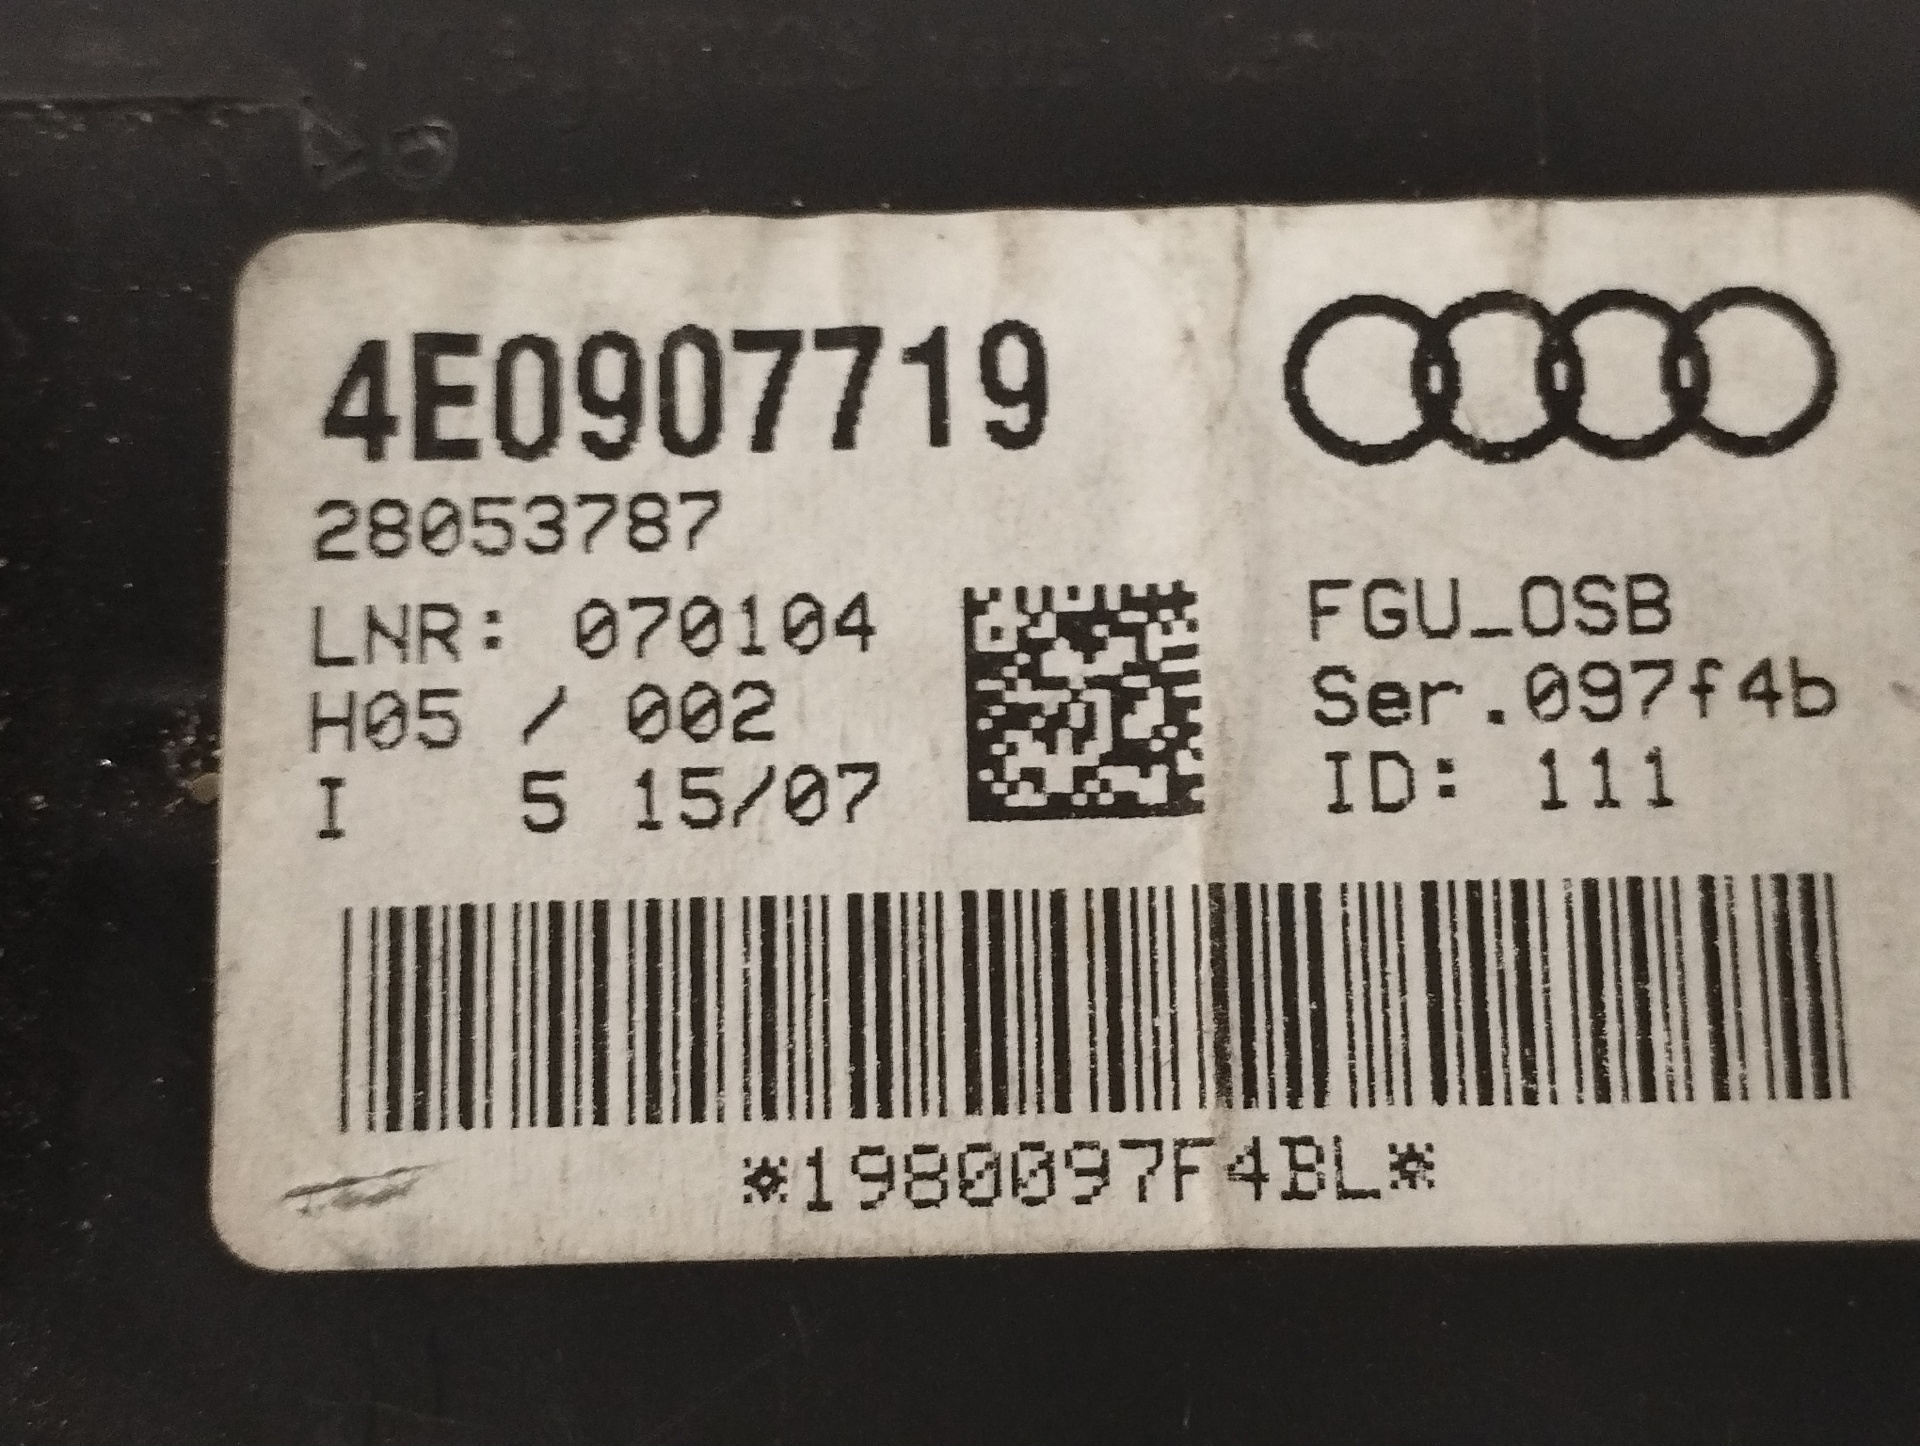 4E0907719
28053787
LNR: 070104
H05 / 002
I 5 15/07
FGU_OSB
Ser.097f4b
ID: 111
*1980097F4BL*